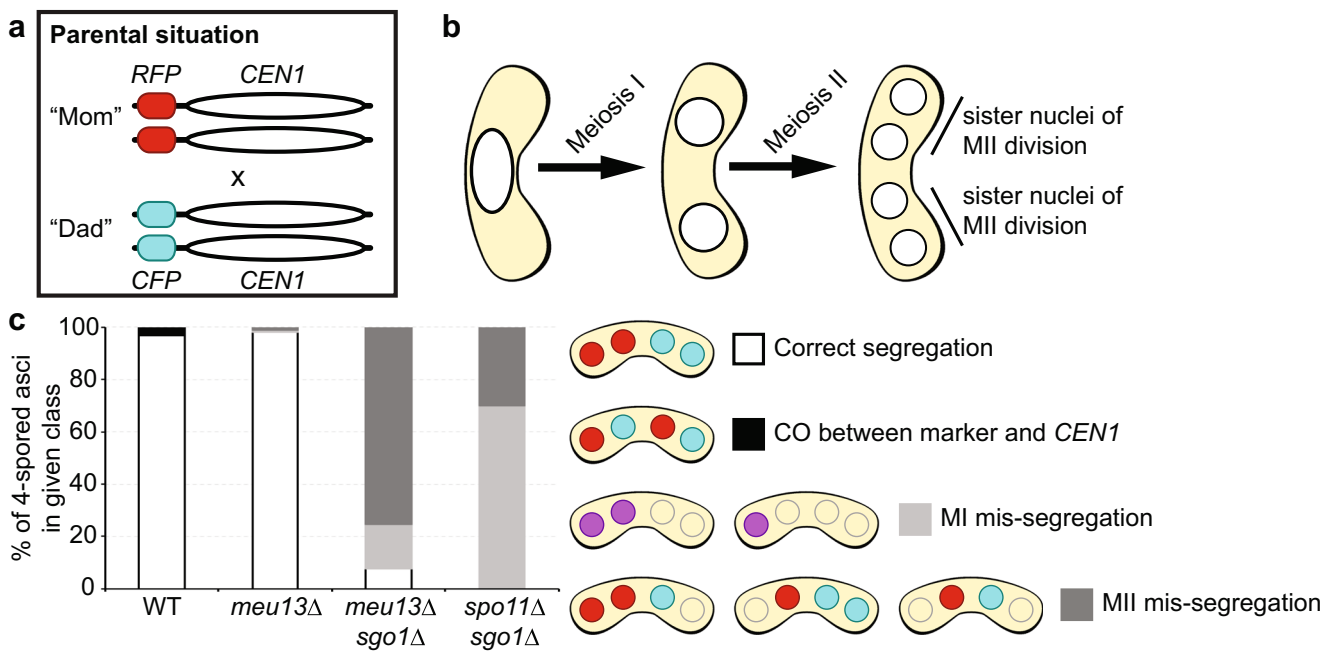 a
Parental situation
RFP CEN1
“Mom”
x
“Dad”
CFP CEN1
b
Meiosis I
Meiosis II
sister nuclei of
MII division
sister nuclei of
MII division
c
% of 4-spored asci
in given class
100
80
60
40
20
0
WT
meu13Δ
meu13Δ
sgo1Δ
spo11Δ
sgo1Δ
Correct segregation
CO between marker and CEN1
MI mis-segregation
MII mis-segregation